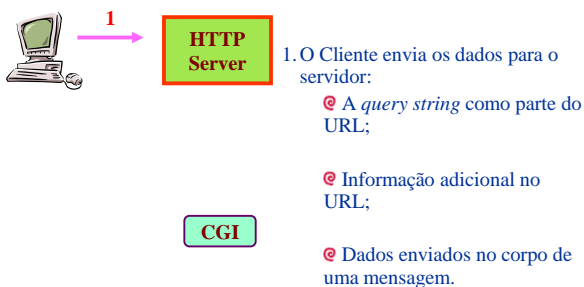 1
HTTP
Server
1. O Cliente envia os dados para o
servidor:
A query string como parte do
URL;
Informação adicional no
URL;
CGI
Dados enviados no corpo de
uma mensagem.